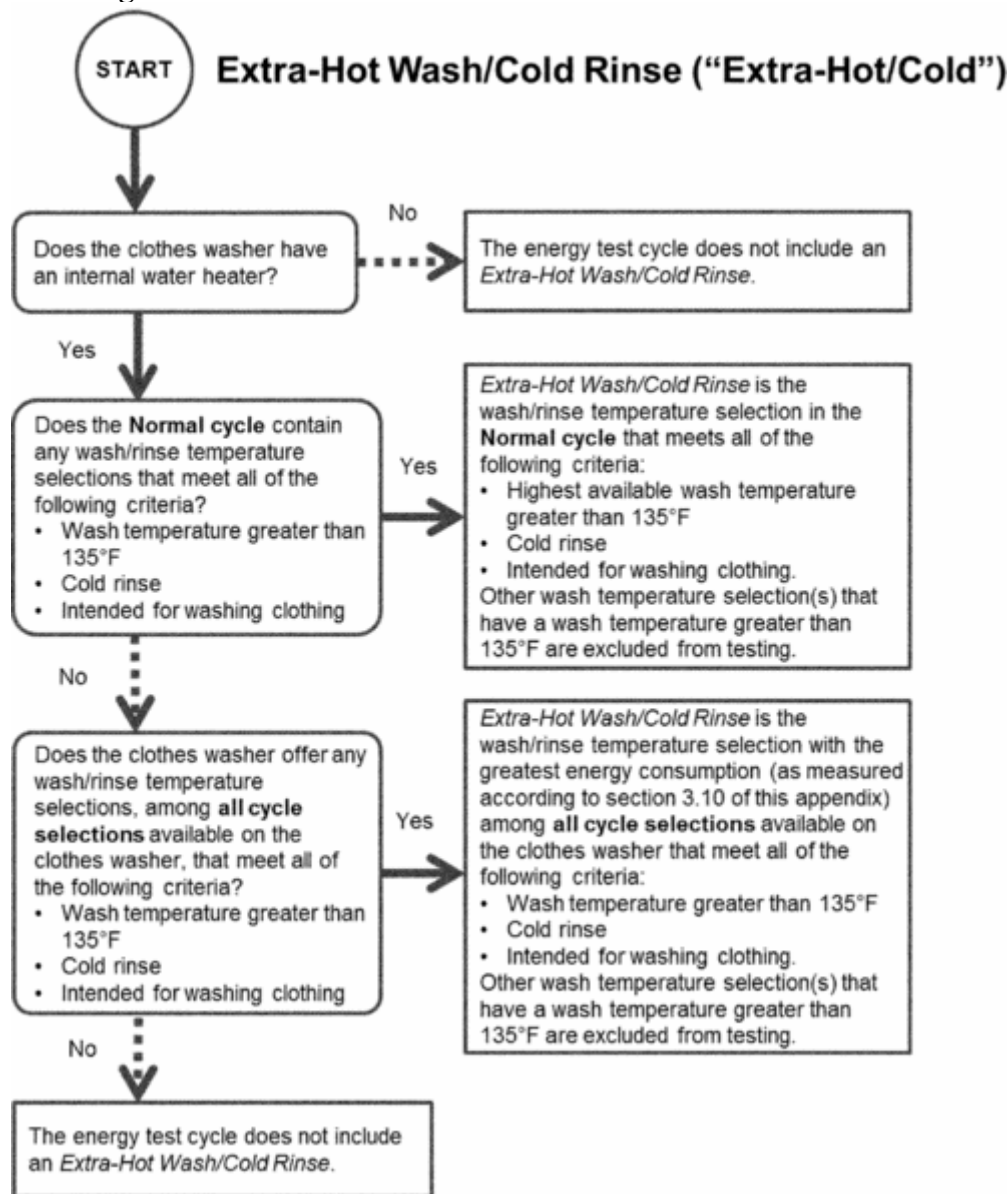 START
Extra-Hot Wash/Cold Rinse (“Extra-Hot/Cold”)
Does the clothes washer have
an internal water heater?
No
The energy test cycle does not include an
Extra-Hot Wash/Cold Rinse.
Yes
Does the Normal cycle contain
any wash/rinse temperature
selections that meet all of the
following criteria?
• Wash temperature greater than
135°F
• Cold rinse
• Intended for washing clothing
Yes
Extra-Hot Wash/Cold Rinse is the
wash/rinse temperature selection in the
Normal cycle that meets all of the
following criteria:
• Highest available wash temperature
greater than 135°F
• Cold rinse
• Intended for washing clothing.
Other wash temperature selection(s) that
have a wash temperature greater than
135°F are excluded from testing.
No
Does the clothes washer offer any
wash/rinse temperature
selections, among all cycle
selections available on the
clothes washer, that meet all of
the following criteria?
• Wash temperature greater than
135°F
• Cold rinse
• Intended for washing clothing
Yes
Extra-Hot Wash/Cold Rinse is the
wash/rinse temperature selection with the
greatest energy consumption (as measured
according to section 3.10 of this appendix)
among all cycle selections available on
the clothes washer that meet all of the
following criteria:
• Wash temperature greater than 135°F
• Cold rinse
• Intended for washing clothing.
Other wash temperature selection(s) that
have a wash temperature greater than
135°F are excluded from testing.
No
The energy test cycle does not include
an Extra-Hot Wash/Cold Rinse.